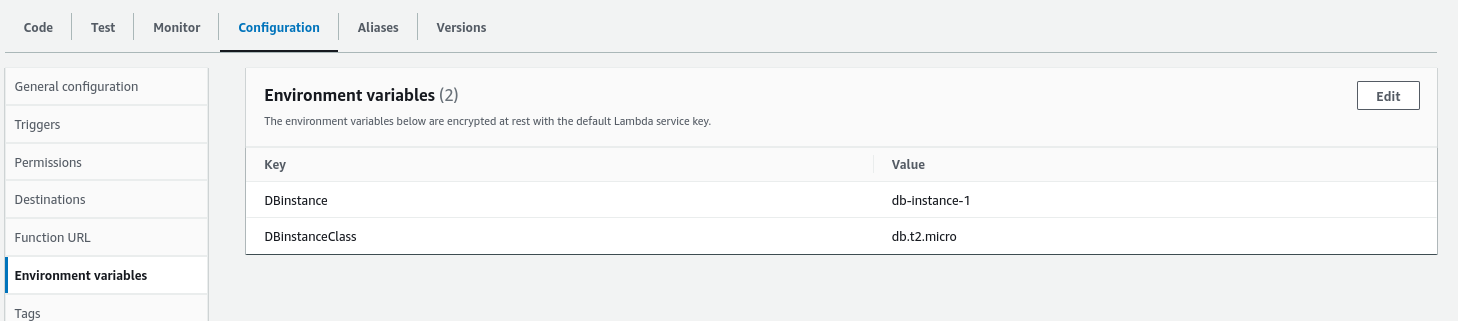 Code Test Monitor Configuration Aliases Versions
General configuration
Triggers
Permissions
Destinations
Function URL
Environment variables
Tags
Environment variables (2)
Edit
The environment variables below are encrypted at rest with the default Lambda service key.
Key Value
DBinstance db-instance-1
DBinstanceClass db.t2.micro